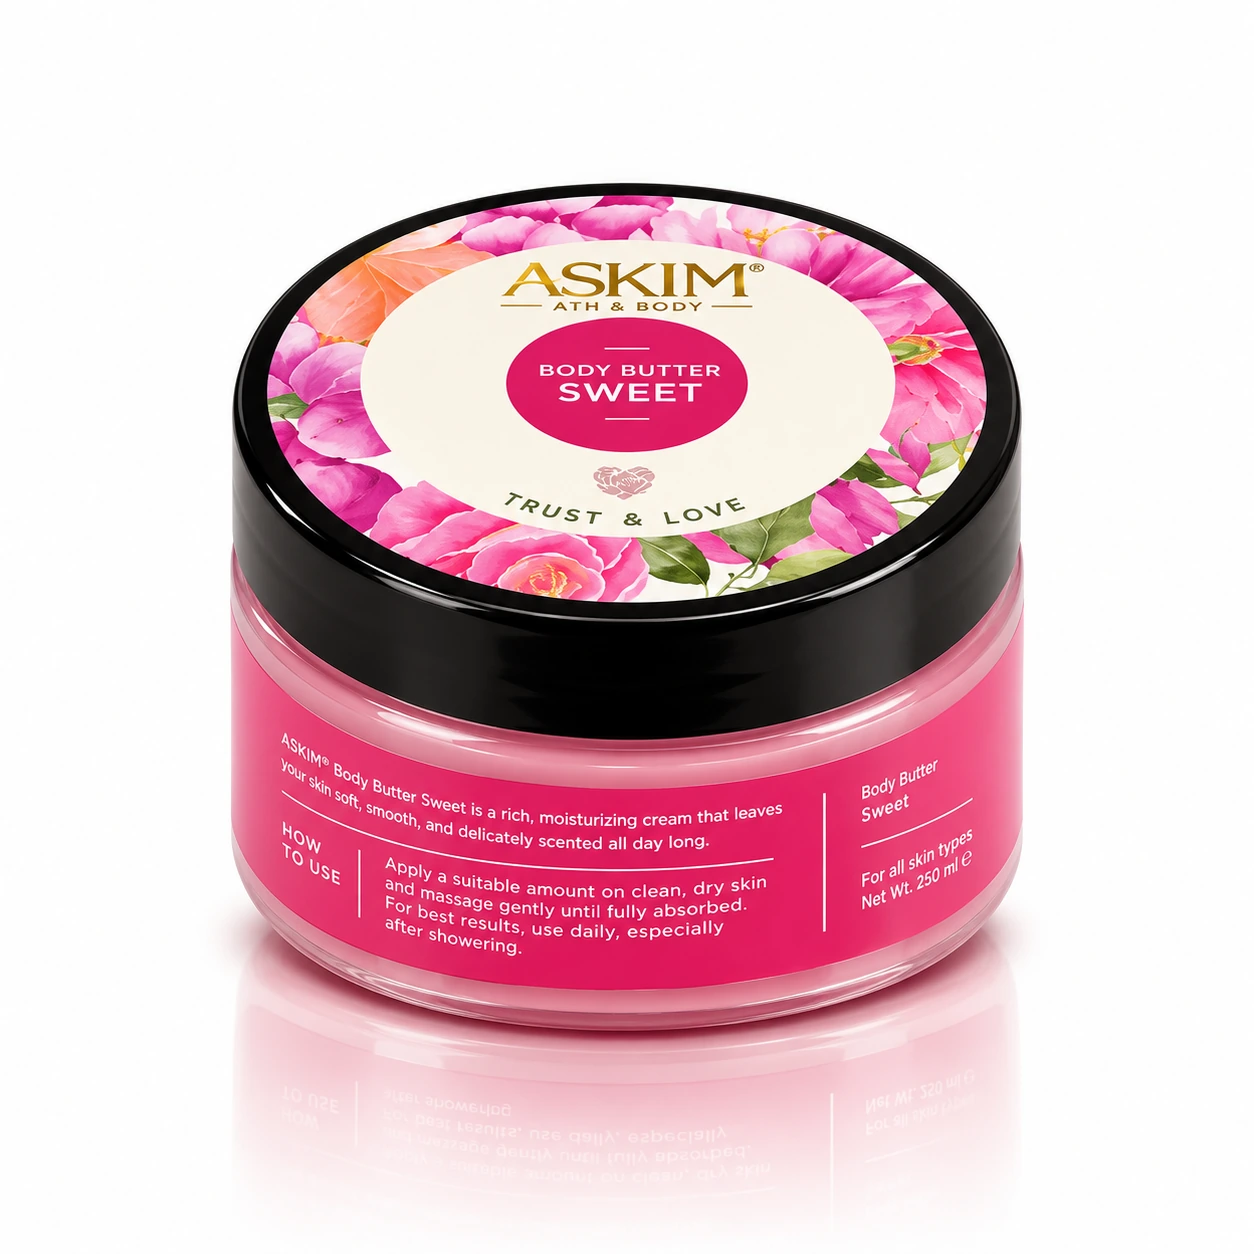 ASKIM®
ATH & BODY
BODY BUTTER
SWEET
TRUST & LOVE
ASKIM® Body Butter Sweet is a rich, moisturizing cream that leaves
your skin soft, smooth, and delicately scented all day long.
HOW
TO USE
Apply a suitable amount on clean, dry skin
and massage gently until fully absorbed.
For best results, use daily, especially
after showering.
Body Butter
Sweet
For all skin types
Net Wt. 250 ml ℮